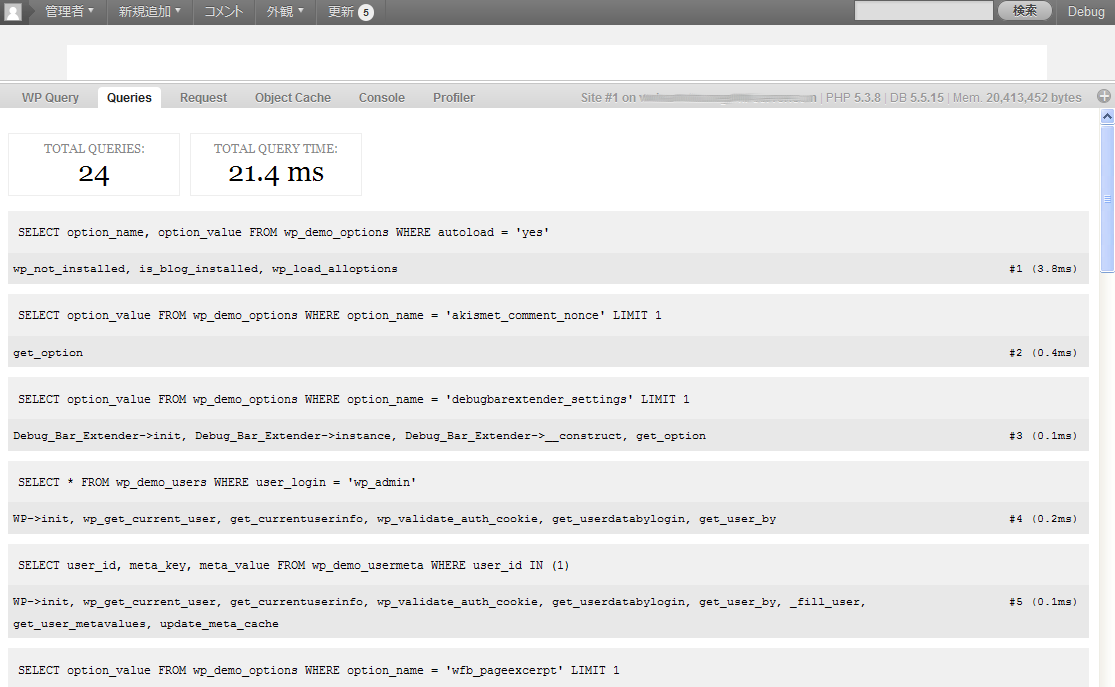 管理者 新規追加 コメント 外観 更新 5 検索 Debug
WP Query Queries Request Object Cache Console Profiler Site #1 on | PHP 5.3.8 | DB 5.5.15 | Mem. 20,413,452 bytes
TOTAL QUERIES: TOTAL QUERY TIME:
24 21.4 ms
SELECT option_name, option_value FROM wp_demo_options WHERE autoload = 'yes'
wp_not_installed, is_blog_installed, wp_load_alloptions #1 (3.8ms)
SELECT option_value FROM wp_demo_options WHERE option_name = 'akismet_comment_nonce' LIMIT 1
get_option #2 (0.4ms)
SELECT option_value FROM wp_demo_options WHERE option_name = 'debugbarextender_settings' LIMIT 1
Debug_Bar_Extender->init, Debug_Bar_Extender->instance, Debug_Bar_Extender->__construct, get_option #3 (0.1ms)
SELECT * FROM wp_demo_users WHERE user_login = 'wp_admin'
WP->init, wp_get_current_user, get_currentuserinfo, wp_validate_auth_cookie, get_userdatabylogin, get_user_by #4 (0.2ms)
SELECT user_id, meta_key, meta_value FROM wp_demo_usermeta WHERE user_id IN (1)
WP->init, wp_get_current_user, get_currentuserinfo, wp_validate_auth_cookie, get_userdatabylogin, get_user_by, _fill_user, #5 (0.1ms)
get_user_metavalues, update_meta_cache
SELECT option_value FROM wp_demo_options WHERE option_name = 'wfb_pageexcerpt' LIMIT 1